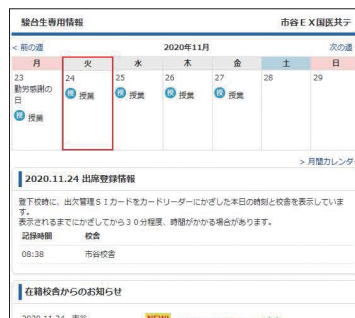 駿台生専用情報
市谷EX国医共テ
< 前の週 2020年11月 次の週
月 火 水 木 金 土 日
23 24 25 26 27 28 29
勤労感謝の 授 授業 授 授業 授 授業 授 授業
日
授 授業
> 月間カレンダ
2020.11.24 出席登録情報
登下校時に、出欠管理SIカードをカードリーダーにかざした本日の時刻と校舎を表示していま
す。
表示されるまでにかざしてから30分程度、時間がかかる場合があります。
記録時間 校舎
08:38 市谷校舎
在籍校舎からのお知らせ
2020.11.24 市谷 NEW!